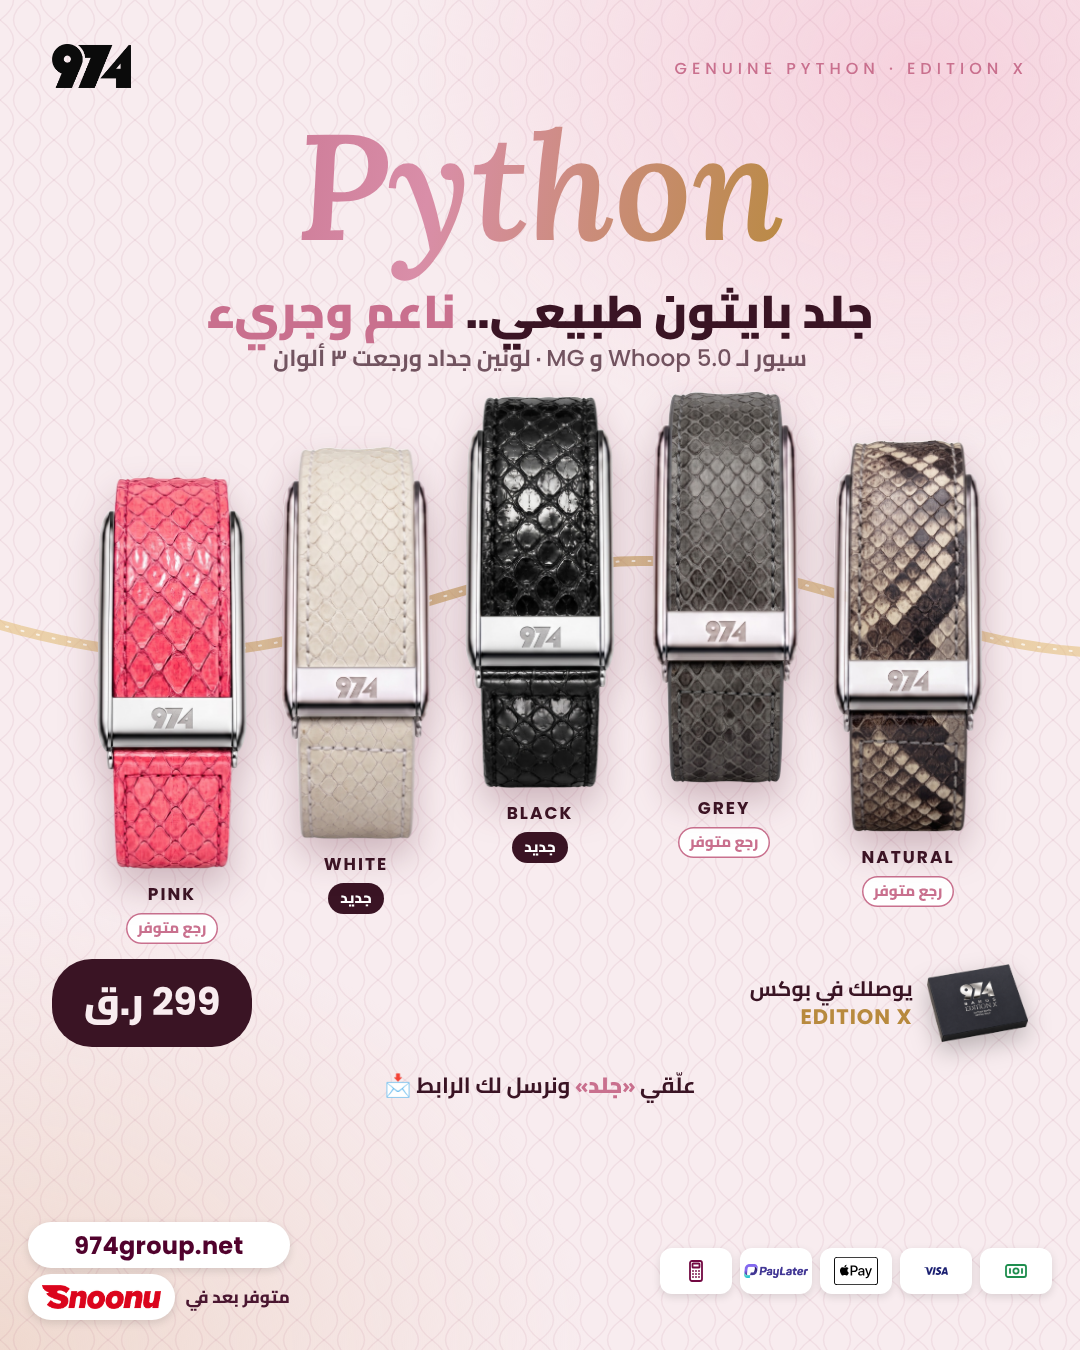 974
GENUINE PYTHON · EDITION X
Python
جلد بايثون طبيعي.. ناعم وجريء
سيور لـ Whoop 5.0 و MG · لونين جداد ورجعت ٣ ألوان
974
974
974
974
974
PINK
رجع متوفر
WHITE
جديد
BLACK
جديد
GREY
رجع متوفر
NATURAL
رجع متوفر
299 ر.ق
يوصلك في بوكس
EDITION X
974
EDITION X
علّقي «جلد» ونرسل لك الرابط
974group.net
متوفر بعد في
Snoonu
PayLater
Pay
VISA